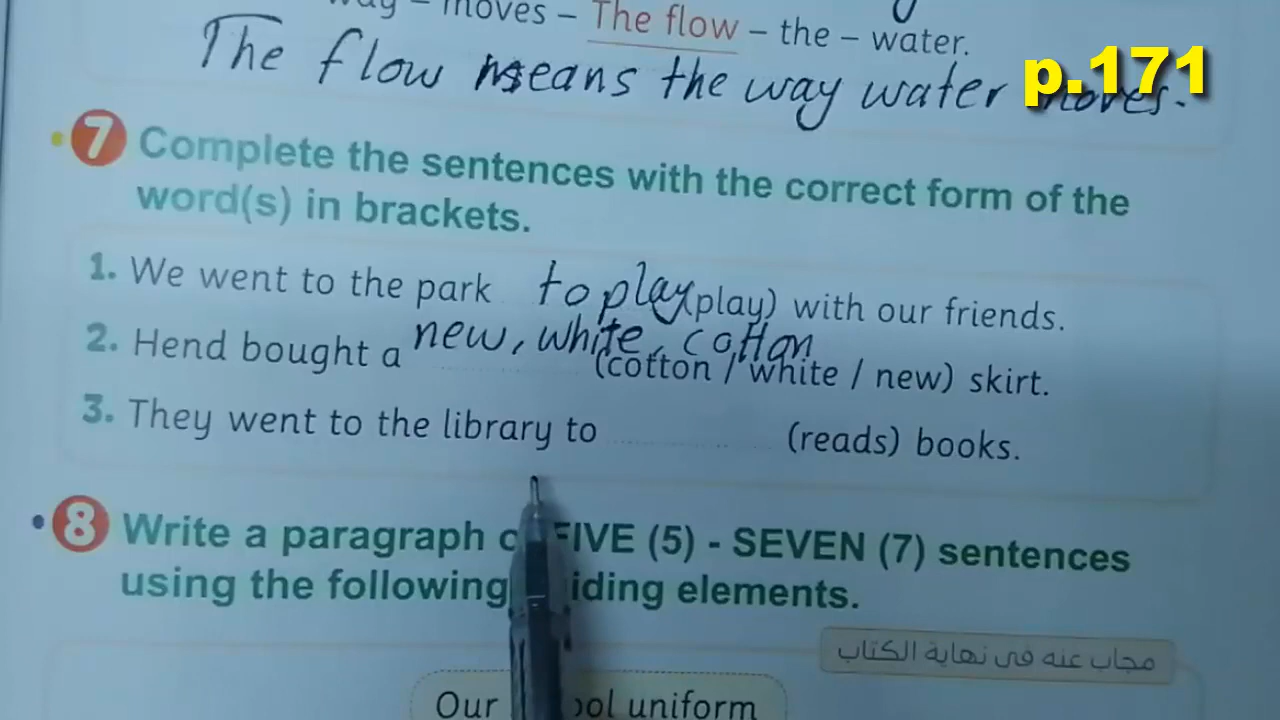 way – moves – The flow – the – water.
The flow means the way water moves.
p.171
7 Complete the sentences with the correct form of the
word(s) in brackets.
1. We went to the park to play (play) with our friends.
2. Hend bought a new, white, cotton (cotton / white / new) skirt.
3. They went to the library to ............ (reads) books.
8 Write a paragraph of FIVE (5) - SEVEN (7) sentences
using the following guiding elements.
مجاب عنه فى نهاية الكتاب
Our school uniform